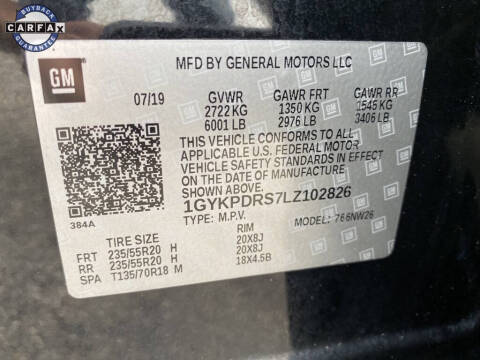 Buyback Guarantee
CARFAX
GM
MFD BY GENERAL MOTORS LLC
07/19 GVWR GAWR FRT GAWR RR
2722 KG 1350 KG 1545 KG
6001 LB 2976 LB 3406 LB
THIS VEHICLE CONFORMS TO ALL
APPLICABLE U.S. FEDERAL MOTOR
VEHICLE SAFETY STANDARDS IN EFFECT ON
THE DATE OF MANUFACTURE SHOWN ABOVE.
1GYKPDRS7LZ102826
TYPE: M.P.V. MODEL: 766NW26
384A
TIRE SIZE RIM
FRT 235/55R20 H 20X8J
RR 235/55R20 H 20X8J
SPA T135/70R18 M 18X4.5B